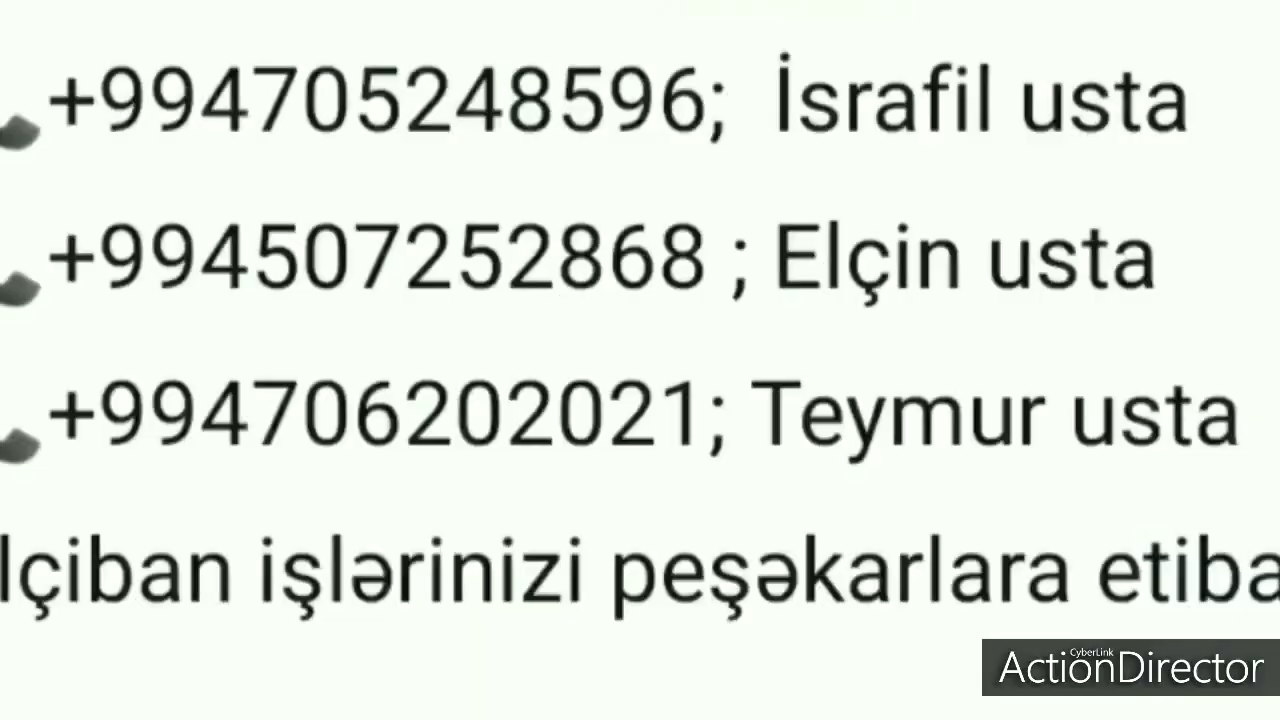 +994705248596; İsrafil usta
+994507252868 ; Elçin usta
+994706202021; Teymur usta
lçiban işlərinizi peşəkarlara etiba
CyberLink
ActionDirector